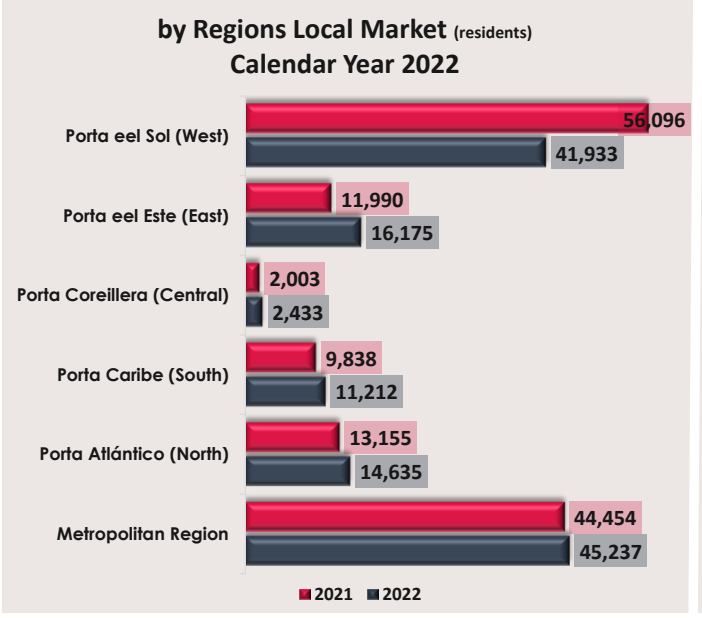 by Regions Local Market (residents)
Calendar Year 2022
Porta eel Sol (West)
56,096
41,933
Porta eel Este (East)
11,990
16,175
Porta Coreillera (Central)
2,003
2,433
Porta Caribe (South)
9,838
11,212
Porta Atlántico (North)
13,155
14,635
Metropolitan Region
44,454
45,237
2021 2022